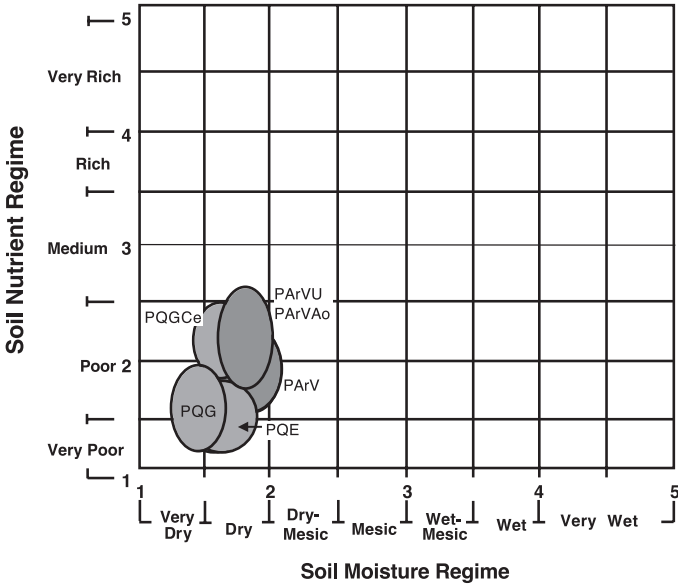 Soil Nutrient Regime
5
Very Rich
4
Rich
Medium 3
PQGCe
PArVU
PArVAo
Poor 2
PArV
PQG
PQE
Very Poor
1
1 2 3 4 5
Very Dry
Dry
Dry-
Mesic
Mesic
Wet-
Mesic
Wet
Very Wet
Soil Moisture Regime